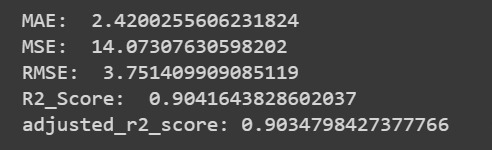 MAE:  2.4200255606231824
MSE:  14.07307630598202
RMSE:  3.751409909085119
R2_Score:  0.9041643828602037
adjusted_r2_score: 0.9034798427377766